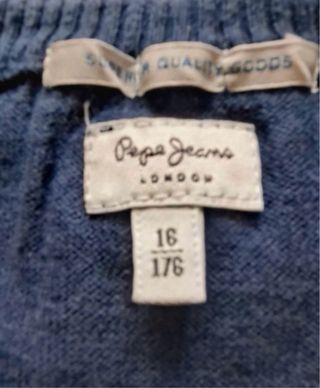 SUPERIOR QUALITY GOODS
Pepe Jeans
LONDON
16
176